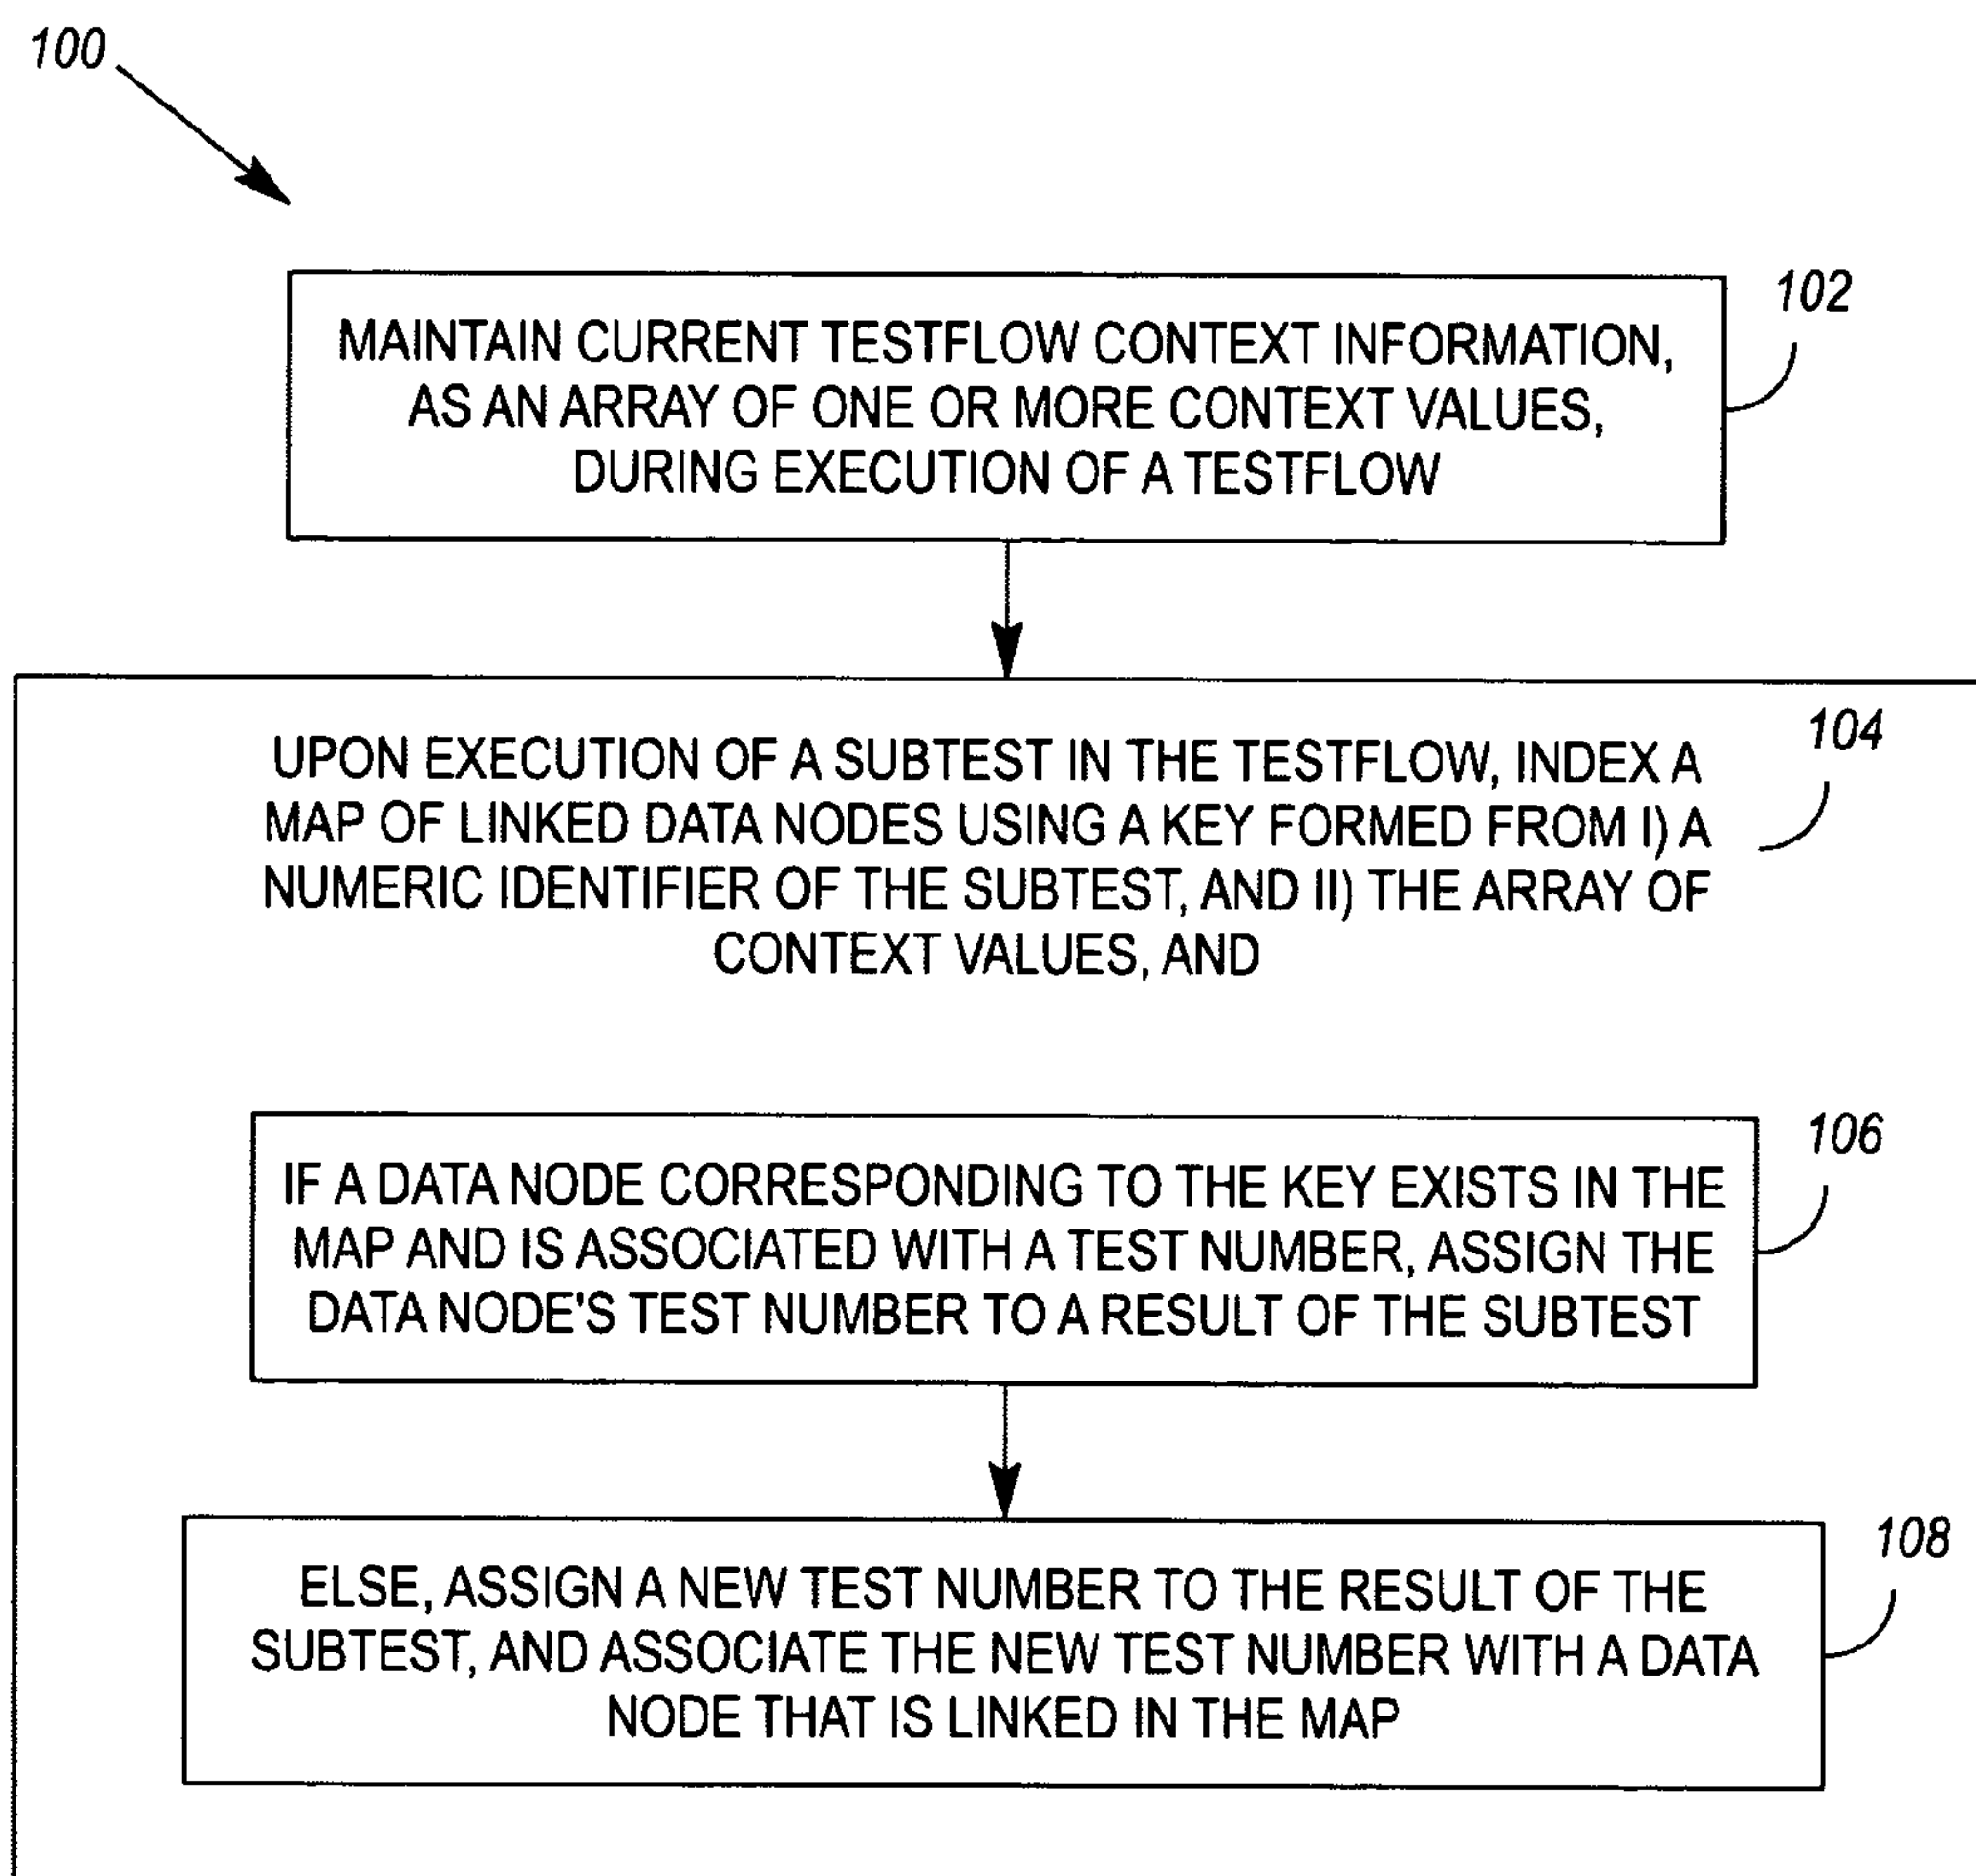 100
102
MAINTAIN CURRENT TESTFLOW CONTEXT INFORMATION,
AS AN ARRAY OF ONE OR MORE CONTEXT VALUES,
DURING EXECUTION OF A TESTFLOW
104
UPON EXECUTION OF A SUBTEST IN THE TESTFLOW, INDEX A
MAP OF LINKED DATA NODES USING A KEY FORMED FROM I) A
NUMERIC IDENTIFIER OF THE SUBTEST, AND II) THE ARRAY OF
CONTEXT VALUES, AND
106
IF A DATA NODE CORRESPONDING TO THE KEY EXISTS IN THE
MAP AND IS ASSOCIATED WITH A TEST NUMBER, ASSIGN THE
DATA NODE'S TEST NUMBER TO A RESULT OF THE SUBTEST
108
ELSE, ASSIGN A NEW TEST NUMBER TO THE RESULT OF THE
SUBTEST, AND ASSOCIATE THE NEW TEST NUMBER WITH A DATA
NODE THAT IS LINKED IN THE MAP